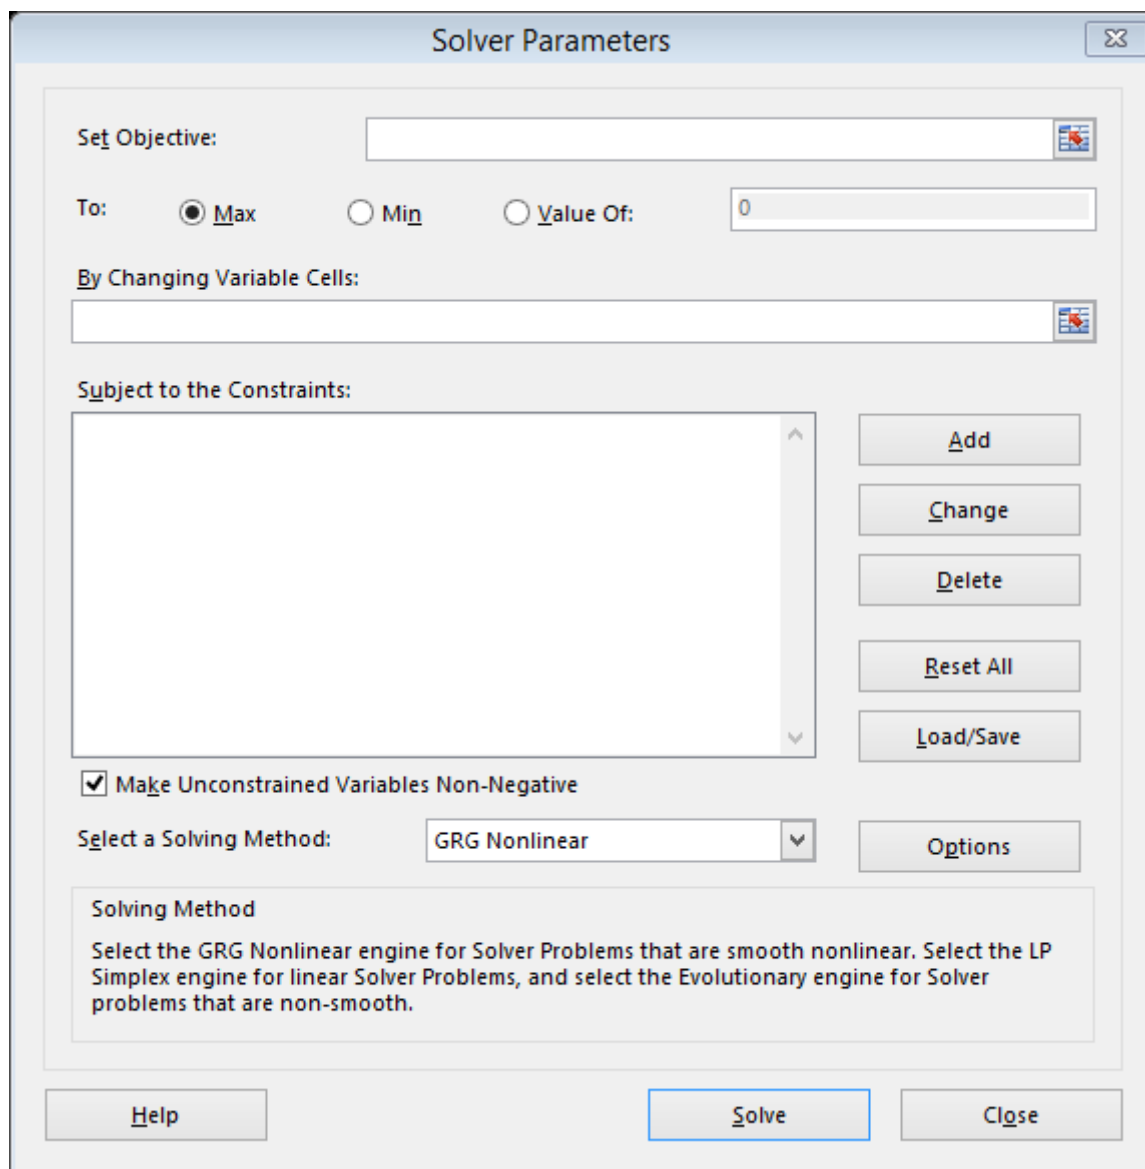 Solver Parameters
Set Objective:
To: Max Min Value Of: 0
By Changing Variable Cells:
Subject to the Constraints:
Add
Change
Delete
Reset All
Load/Save
Make Unconstrained Variables Non-Negative
Select a Solving Method: GRG Nonlinear Options
Solving Method
Select the GRG Nonlinear engine for Solver Problems that are smooth nonlinear. Select the LP
Simplex engine for linear Solver Problems, and select the Evolutionary engine for Solver
problems that are non-smooth.
Help Solve Close